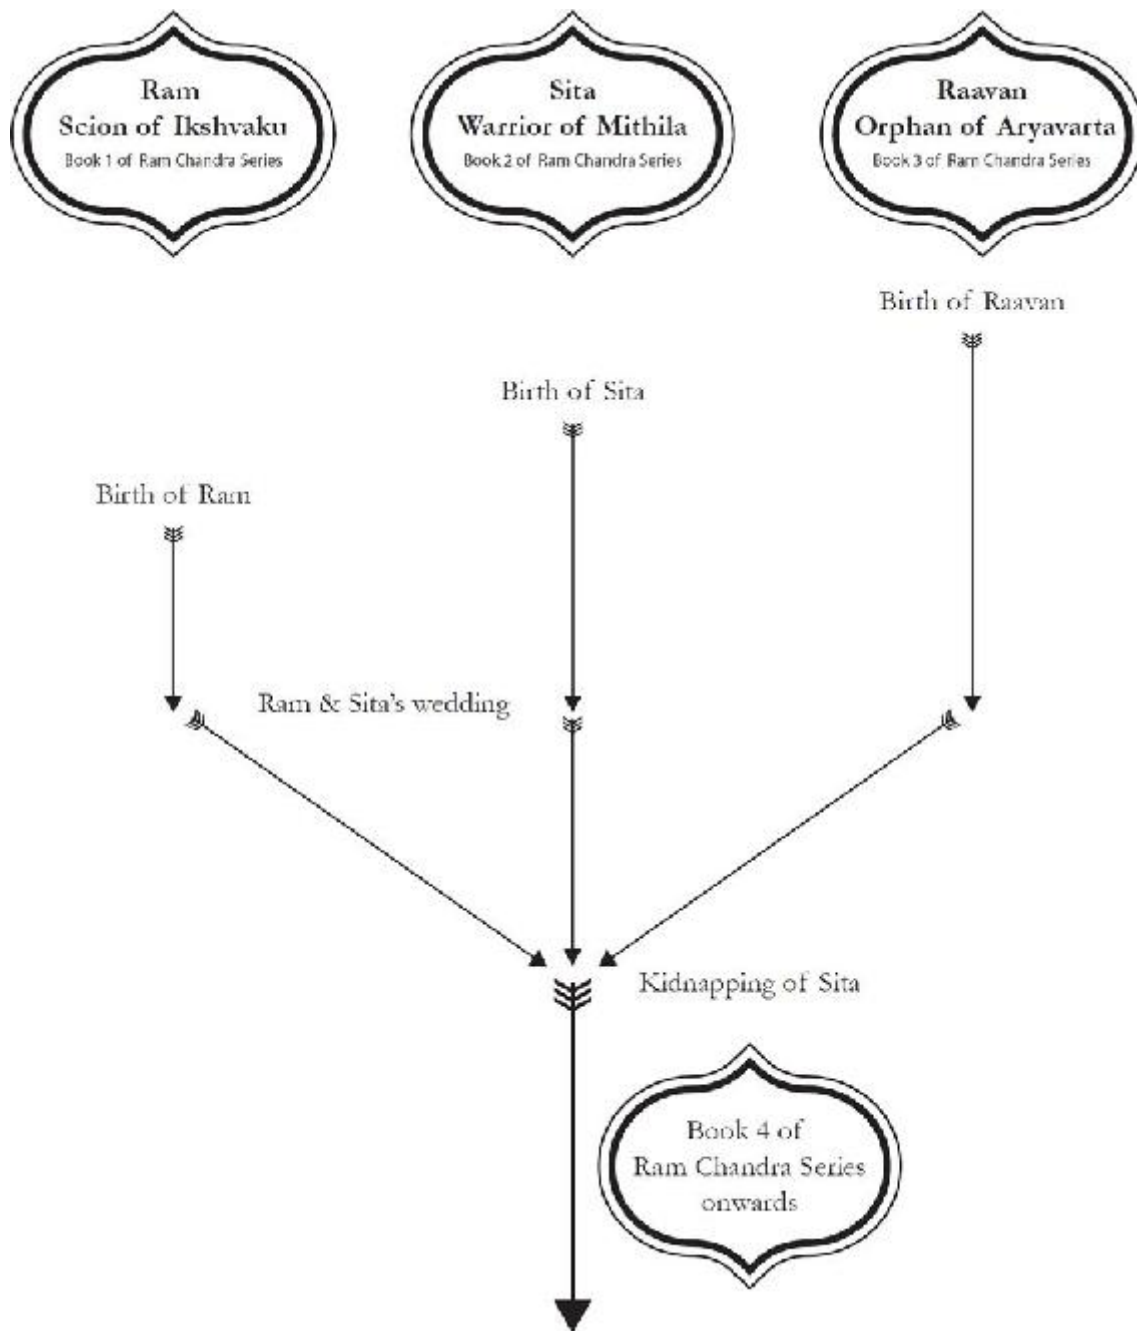 Ram
Scion of Ikshvaku
Book 1 of Ram Chandra Series
Sita
Warrior of Mithila
Book 2 of Ram Chandra Series
Raavan
Orphan of Aryavarta
Book 3 of Ram Chandra Series
Birth of Raavan
Birth of Sita
Birth of Ram
Ram & Sita's wedding
Kidnapping of Sita
Book 4 of
Ram Chandra Series
onwards